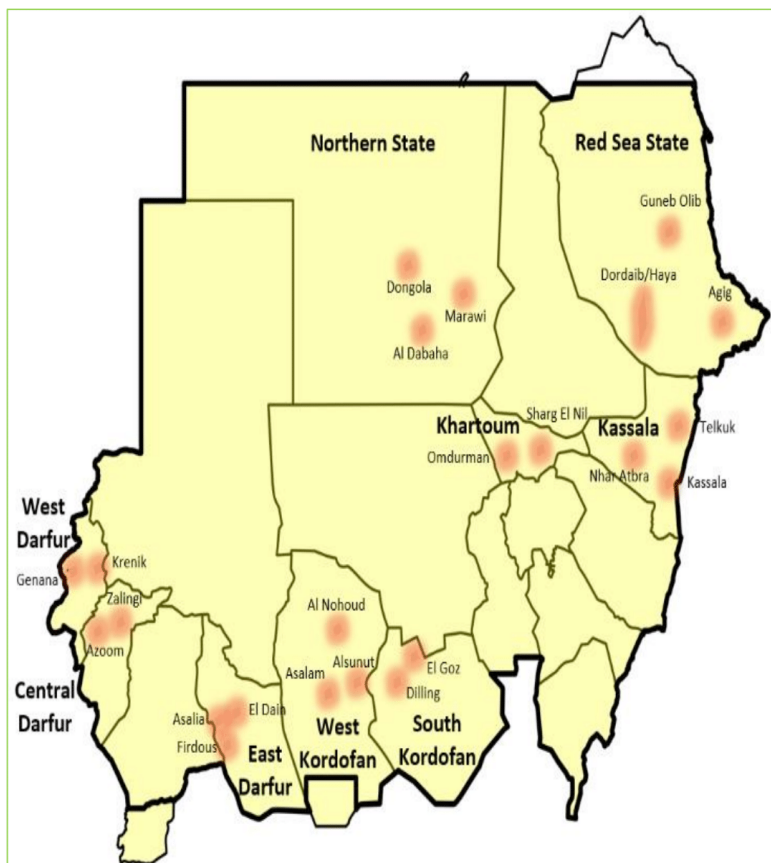 Northern State
Red Sea State
Guneb Olib
Dordaib/Haya
Agig
Dongola
Marawi
Al Dabaha
Khartoum
Sharg El Nil
Omdurman
Kassala
Telkuk
Nhar Atbra
Kassala
West
Darfur
Genana
Krenik
Zalingi
Azoom
Central
Darfur
Al Nohoud
Alsunut
Asalam
West
Kordofan
El Goz
Dilling
South
Kordofan
El Dain
Asalia
Firdous
East
Darfur